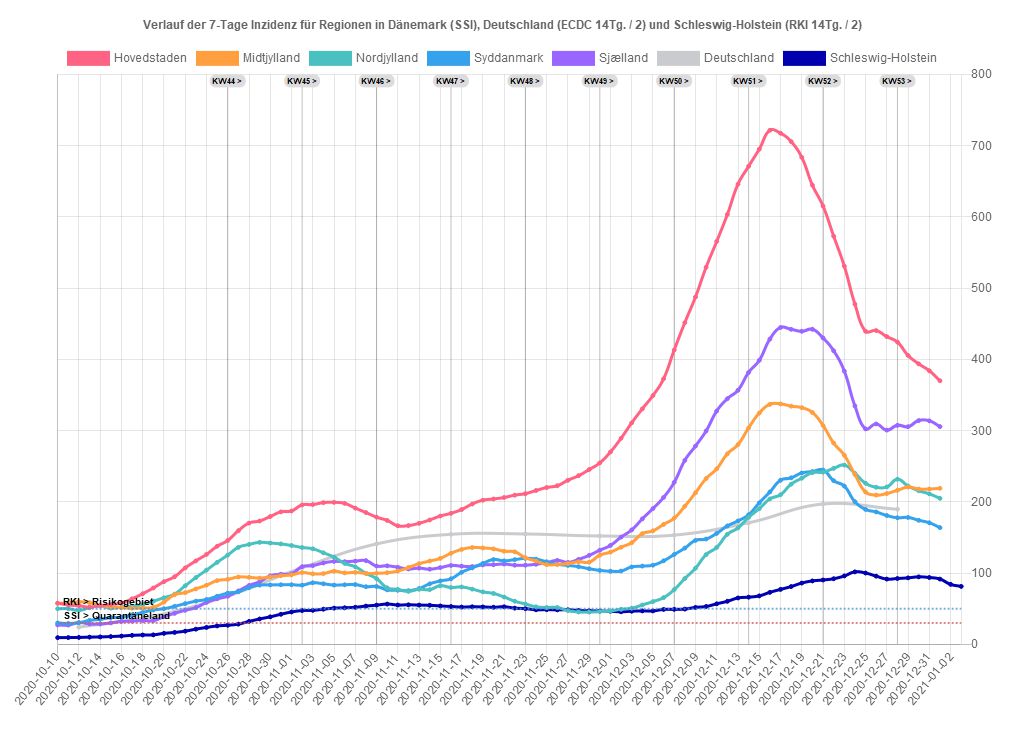 Verlauf der 7-Tage Inzidenz für Regionen in Dänemark (SSI), Deutschland (ECDC 14Tg. / 2) und Schleswig-Holstein (RKI 14Tg. / 2)
Hovedstaden Midtjylland Nordjylland Syddanmark Sjælland Deutschland Schleswig-Holstein
KW44 > KW45 > KW46 > KW47 > KW48 > KW49 > KW50 > KW51 > KW52 > KW53 >
800
700
600
500
400
300
200
100
0
RKI > Risikogebiet
SSI > Quarantäneland
2020-10-10 2020-10-12 2020-10-14 2020-10-16 2020-10-18 2020-10-20 2020-10-22 2020-10-24 2020-10-26 2020-10-28 2020-10-30 2020-11-01 2020-11-03 2020-11-05 2020-11-07 2020-11-09 2020-11-11 2020-11-13 2020-11-15 2020-11-17 2020-11-19 2020-11-21 2020-11-23 2020-11-25 2020-11-27 2020-11-29 2020-12-01 2020-12-03 2020-12-05 2020-12-07 2020-12-09 2020-12-11 2020-12-13 2020-12-15 2020-12-17 2020-12-19 2020-12-21 2020-12-23 2020-12-25 2020-12-27 2020-12-29 2020-12-31 2021-01-02